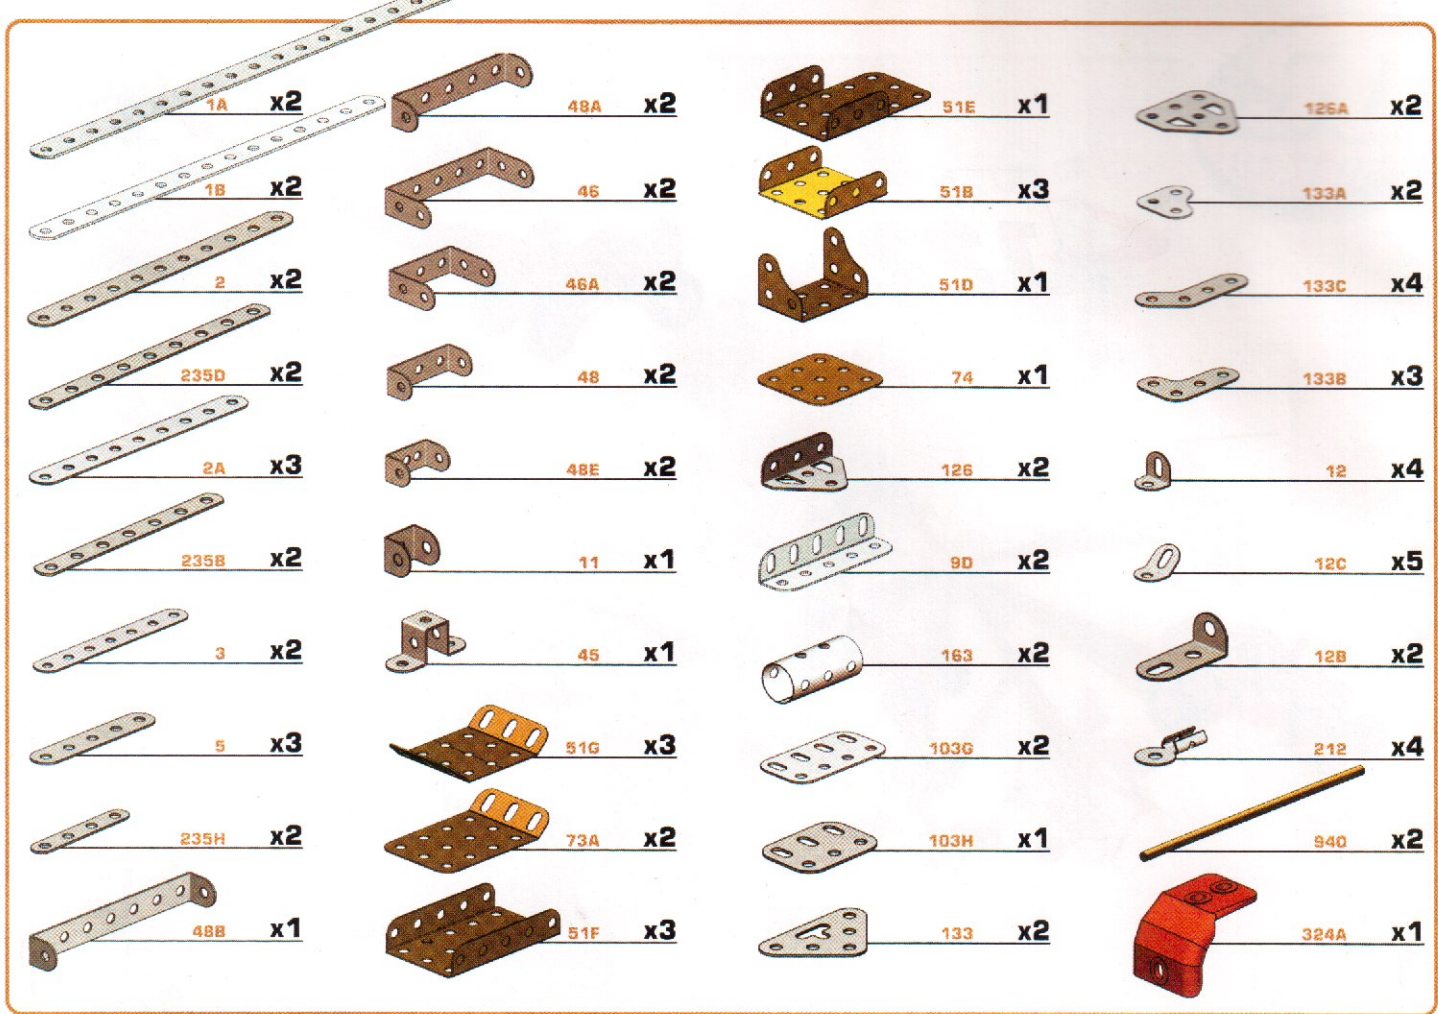 1A x2
1B x2
2 x2
235D x2
2A x3
235B x2
3 x2
5 x3
235H x2
48B x1
48A x2
46 x2
46A x2
48 x2
48E x2
11 x1
45 x1
51G x3
73A x2
51F x3
51E x1
51B x3
51D x1
74 x1
126 x2
9D x2
163 x2
103G x2
103H x1
133 x2
126A x2
133A x2
133C x4
133B x3
12 x4
12C x5
12B x2
212 x4
940 x2
324A x1